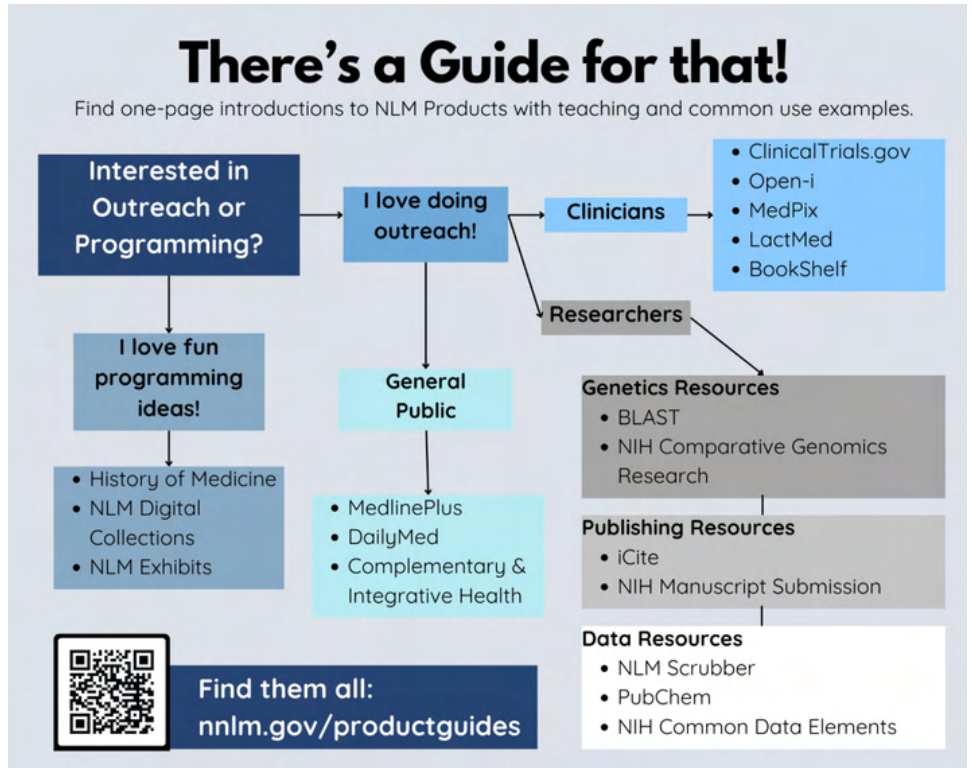 There's a Guide for that!
Find one-page introductions to NLM Products with teaching and common use examples.
Interested in
Outreach or
Programming?
I love doing
outreach!
Clinicians
• ClinicalTrials.gov
• Open-i
• MedPix
• LactMed
• BookShelf
Researchers
I love fun
programming
ideas!
General
Public
Genetics Resources
• BLAST
• NIH Comparative Genomics
Research
• History of Medicine
• NLM Digital
Collections
• NLM Exhibits
• MedlinePlus
• DailyMed
• Complementary &
Integrative Health
Publishing Resources
• iCite
• NIH Manuscript Submission
Data Resources
• NLM Scrubber
• PubChem
• NIH Common Data Elements
Find them all:
nnlm.gov/productguides